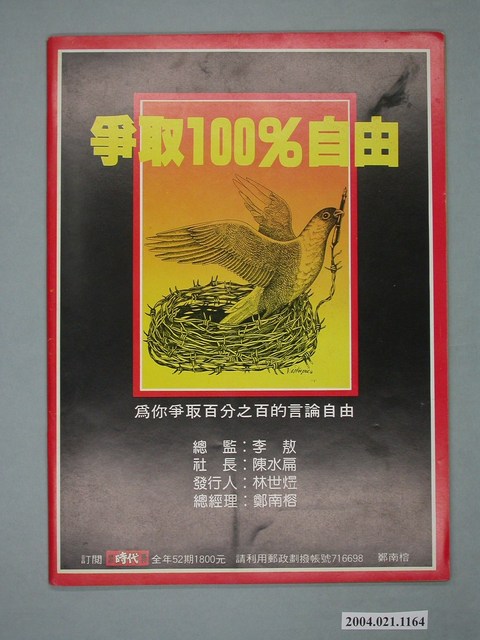 爭取100%自由
為你爭取百分之百的言論自由
總 監：李 敖
社 長：陳水扁
發行人：林世煜
總經理：鄭南榕
訂閱 時代 全年52期1800元 請利用郵政劃撥帳號716698 鄭南榕
2004.021.1164